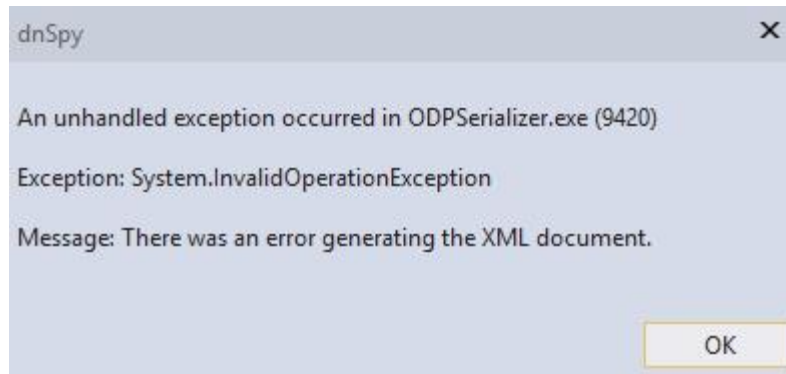 dnSpy
An unhandled exception occurred in ODPSerializer.exe (9420)
Exception: System.InvalidOperationException
Message: There was an error generating the XML document.
OK